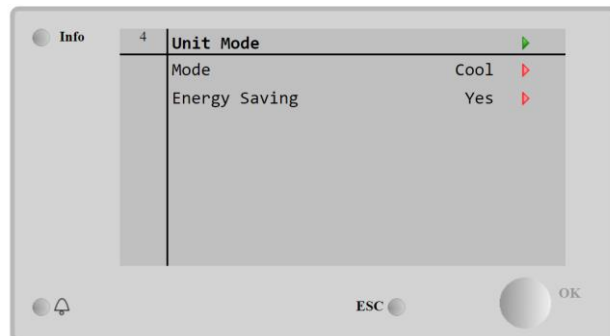 Info
4 Unit Mode
Mode Cool
Energy Saving Yes
ESC
OK